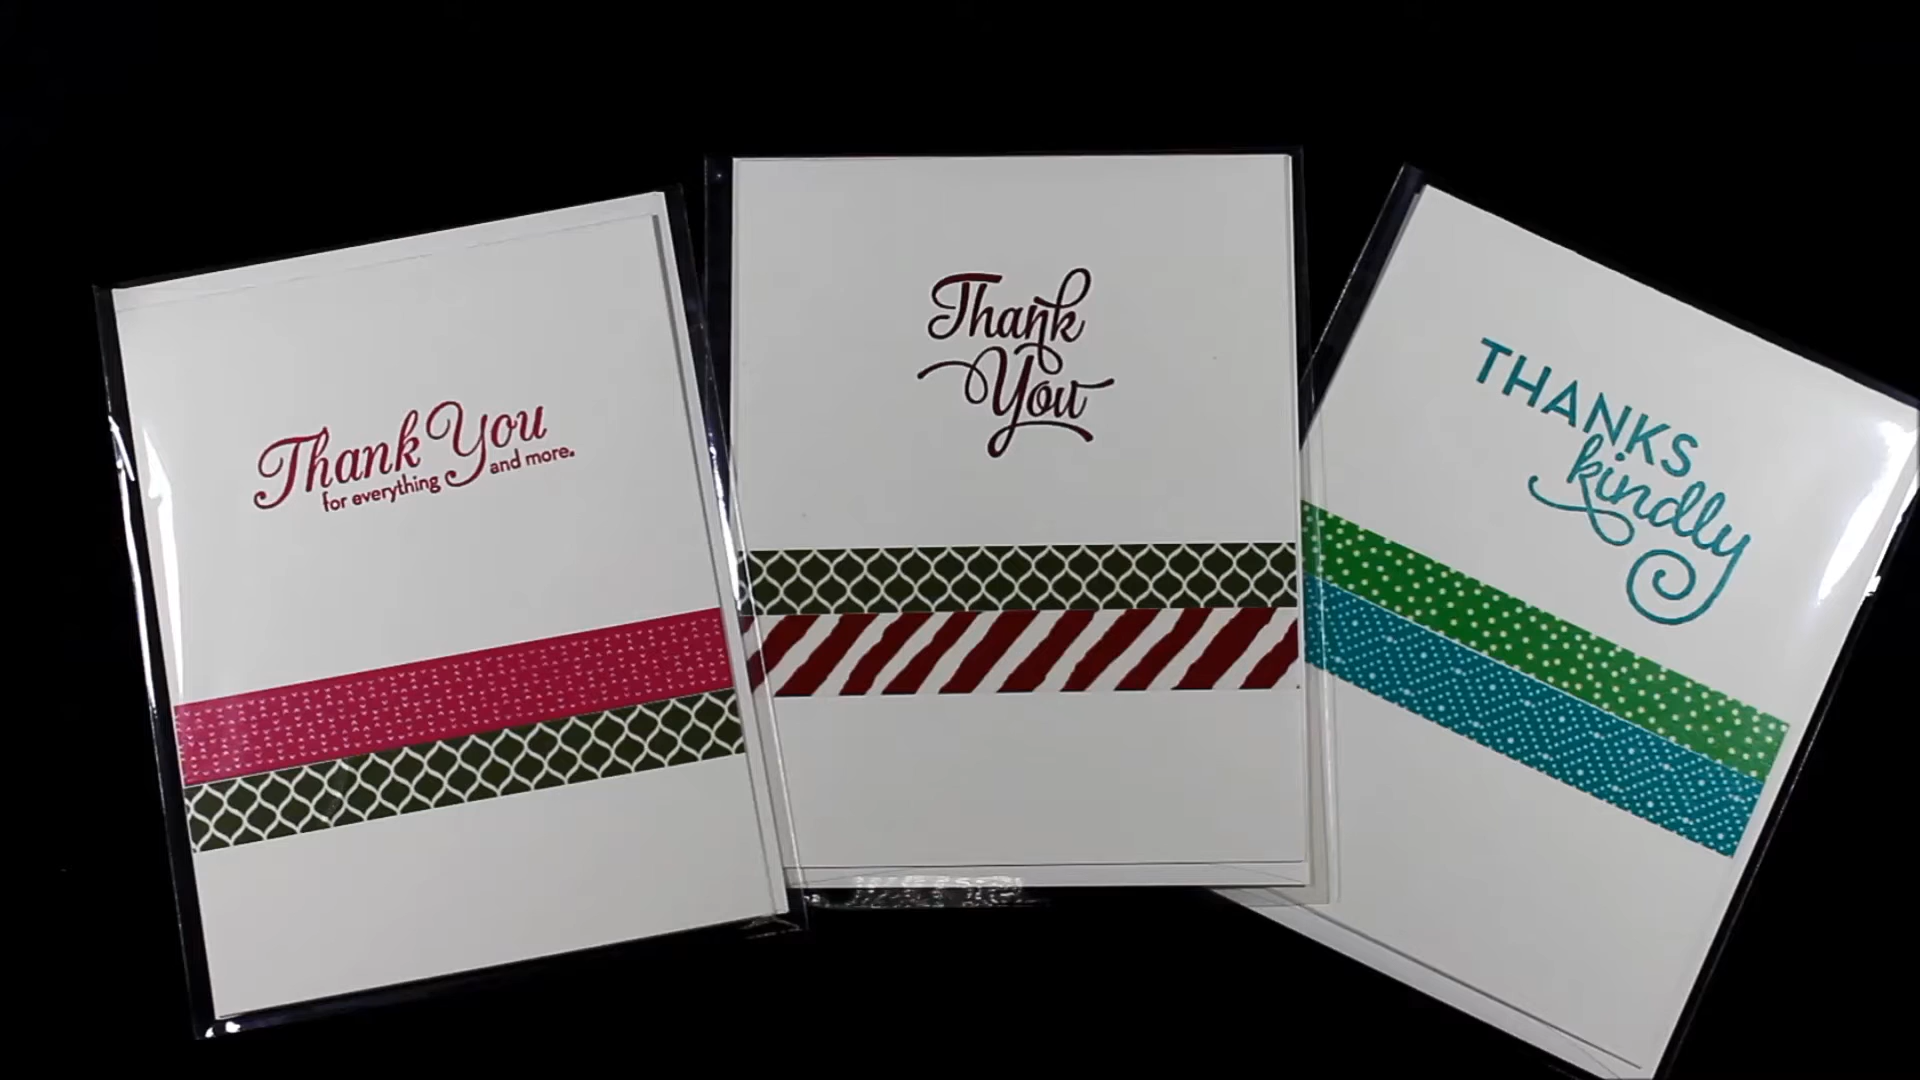 Thank You
for everything and more.
Thank
You
THANKS
kindly